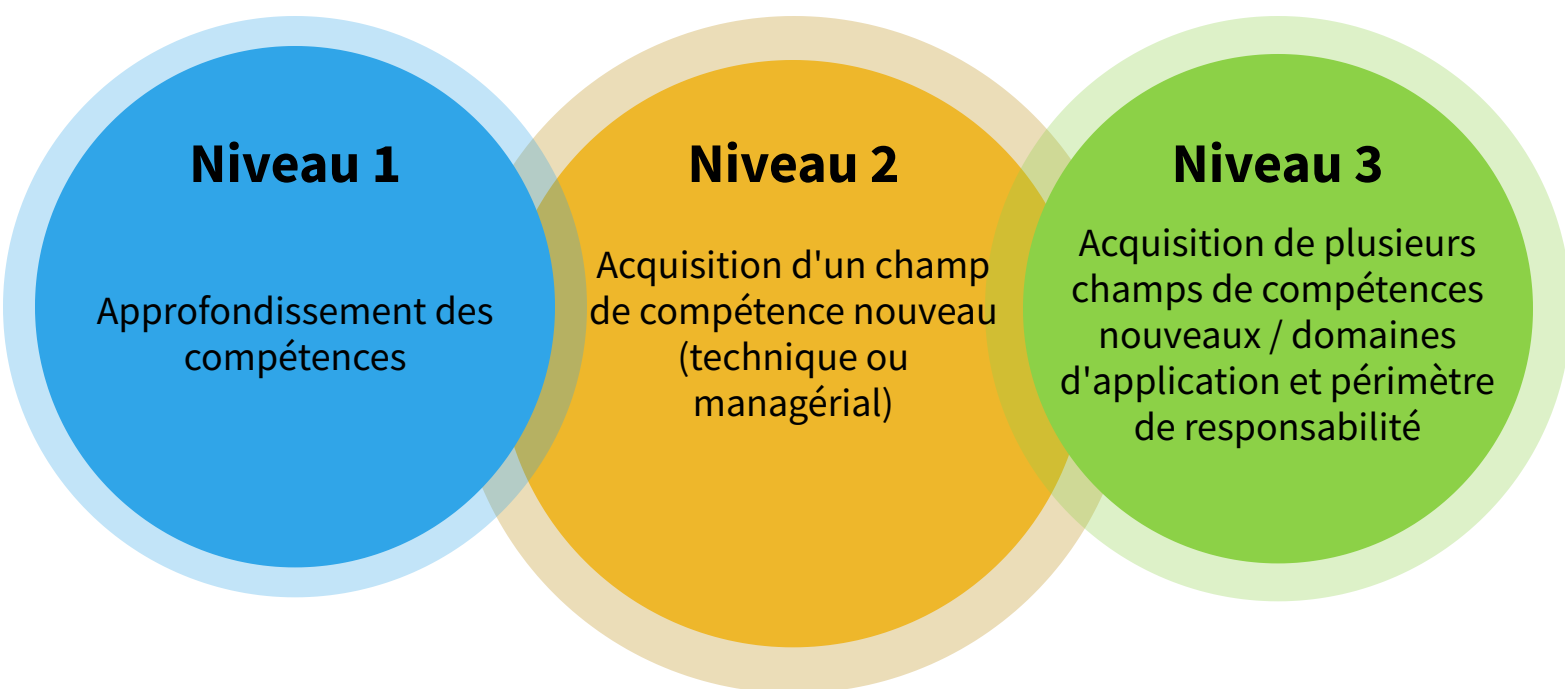 Niveau 1
Approfondissement des
compétences
Niveau 2
Acquisition d'un champ
de compétence nouveau
(technique ou
managérial)
Niveau 3
Acquisition de plusieurs
champs de compétences
nouveaux / domaines
d'application et périmètre
de responsabilité